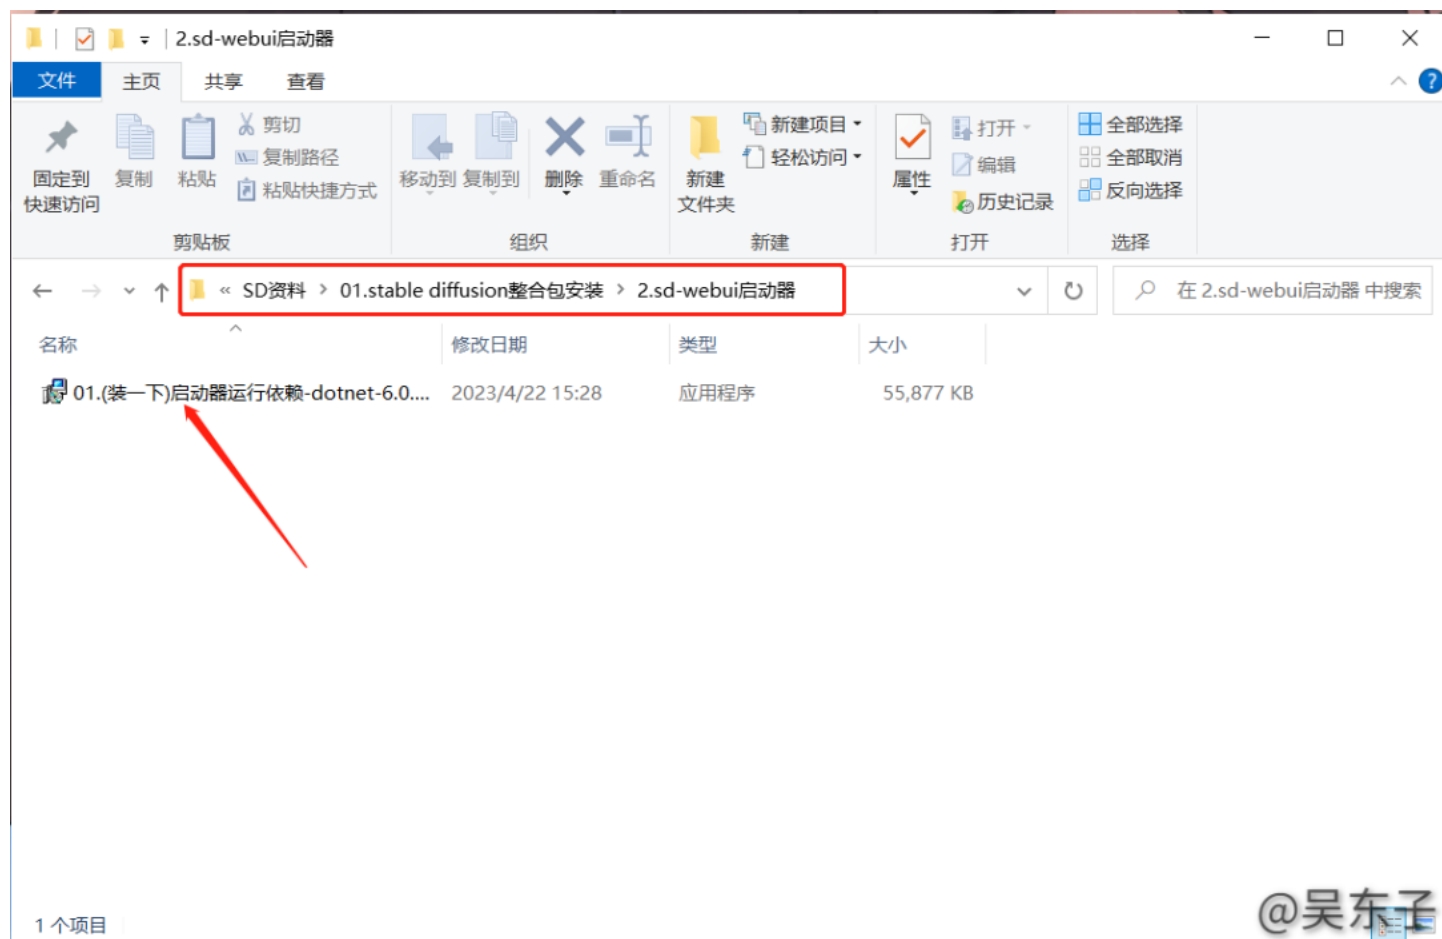 2.sd-webui启动器
文件 主页 共享 查看
固定到
快速访问
复制
粘贴
剪切
复制路径
粘贴快捷方式
剪贴板
移动到
复制到
删除
重命名
组织
新建
文件夹
新建项目
轻松访问
新建
属性
打开
编辑
历史记录
打开
全部选择
全部取消
反向选择
选择
« SD资料 › 01.stable diffusion整合包安装 › 2.sd-webui启动器
在 2.sd-webui启动器 中搜索
名称 修改日期 类型 大小
01.(装一下)启动器运行依赖-dotnet-6.0.... 2023/4/22 15:28 应用程序 55,877 KB
1 个项目
@吴东子